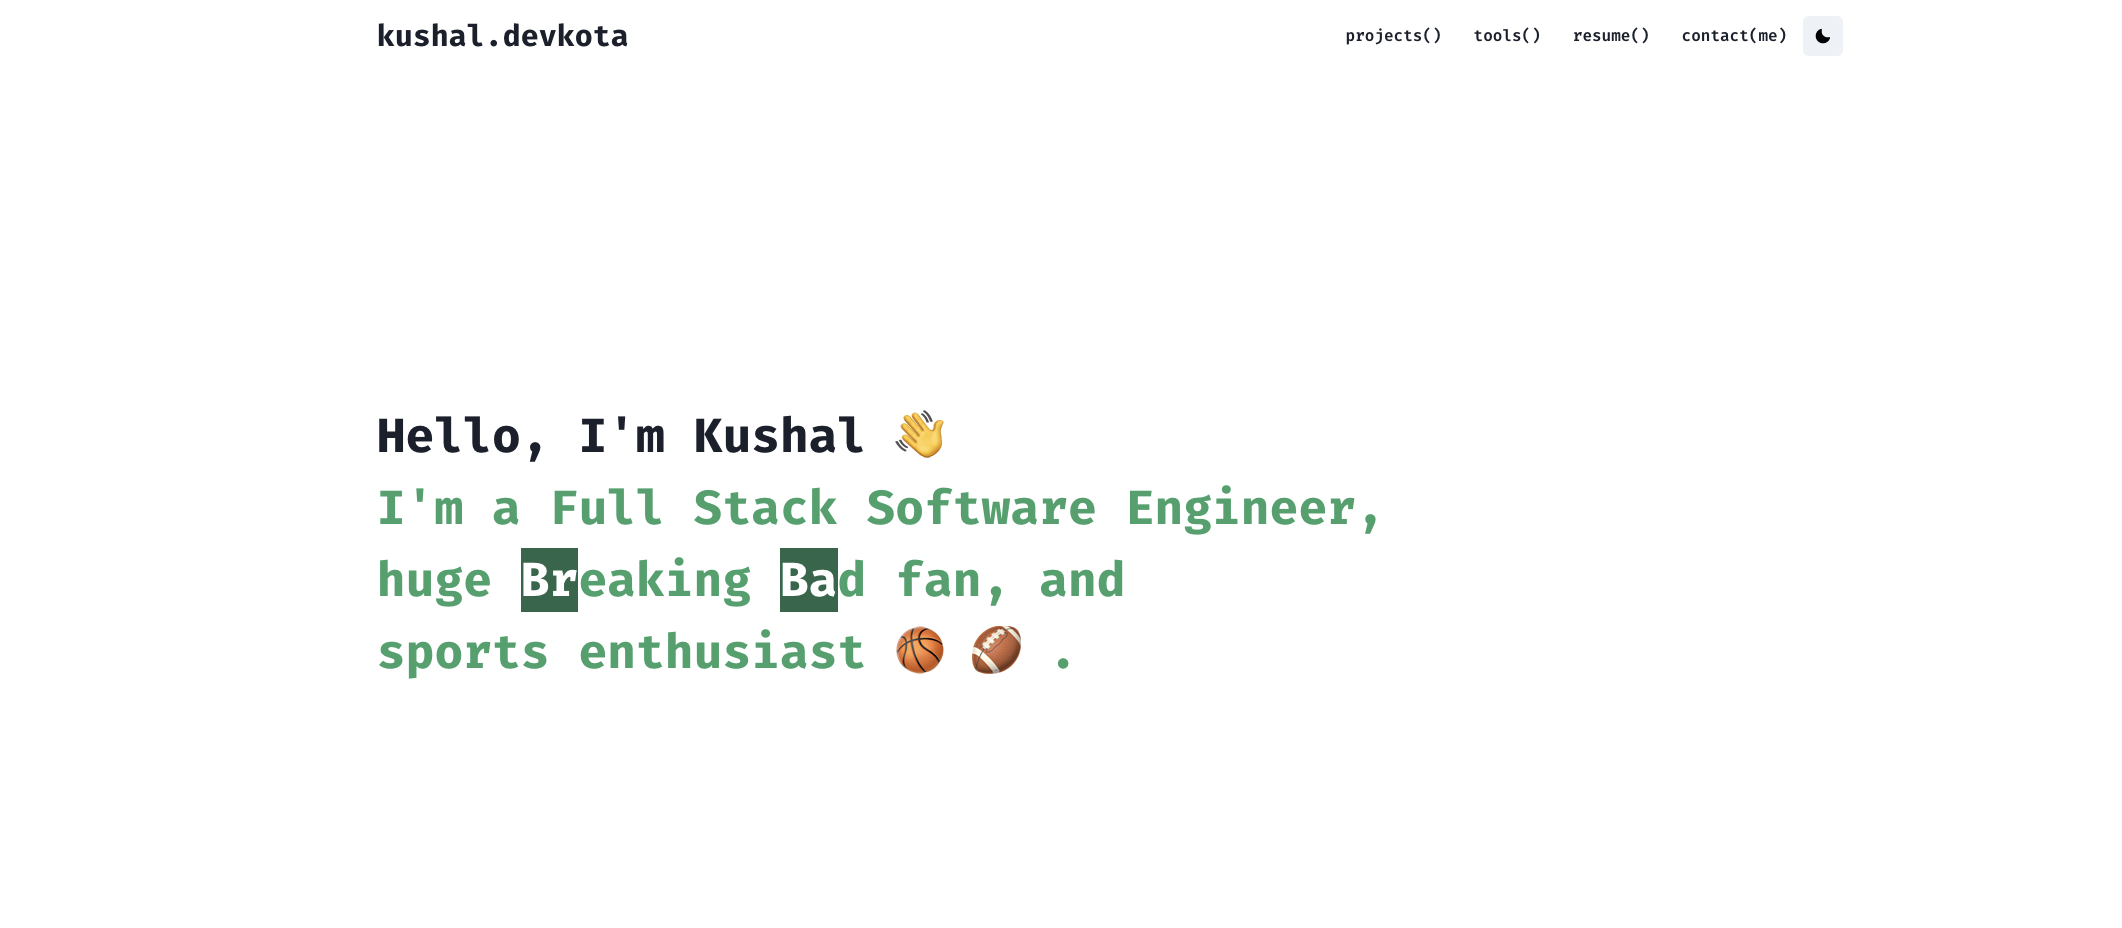 kushal.devkota
projects() tools() resume() contact(me)
Hello, I'm Kushal 👋
I'm a Full Stack Software Engineer,
huge Breaking Bad fan, and
sports enthusiast 🏀 🏈 .